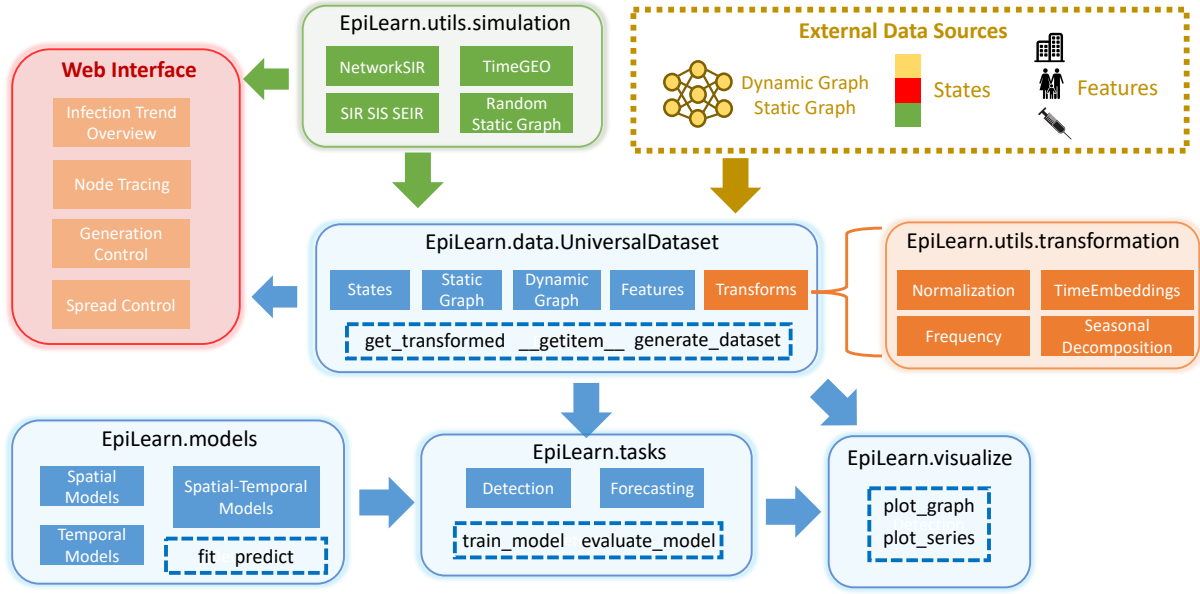 EpiLearn.utils.simulation
NetworkSIR
TimeGEO
SIR SIS SEIR
Random
Static Graph
External Data Sources
Dynamic Graph
Static Graph
States
Features
Web Interface
Infection Trend
Overview
Node Tracing
Generation
Control
Spread Control
EpiLearn.data.UniversalDataset
States
Static
Graph
Dynamic
Graph
Features
Transforms
get_transformed __getitem__ generate_dataset
EpiLearn.utils.transformation
Normalization
TimeEmbeddings
Frequency
Seasonal
Decomposition
EpiLearn.models
Spatial
Models
Spatial-Temporal
Models
Temporal
Models
fit predict
EpiLearn.tasks
Detection
Forecasting
train_model evaluate_model
EpiLearn.visualize
plot_graph
plot_series